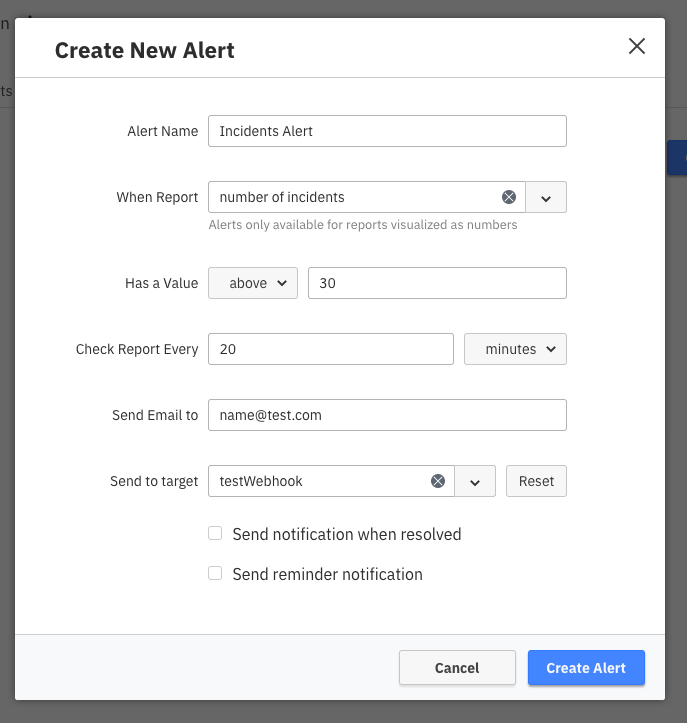 Create New Alert
Alert Name Incidents Alert
When Report number of incidents
Alerts only available for reports visualized as numbers
Has a Value above 30
Check Report Every 20 minutes
Send Email to name@test.com
Send to target testWebhook Reset
Send notification when resolved
Send reminder notification
Cancel Create Alert